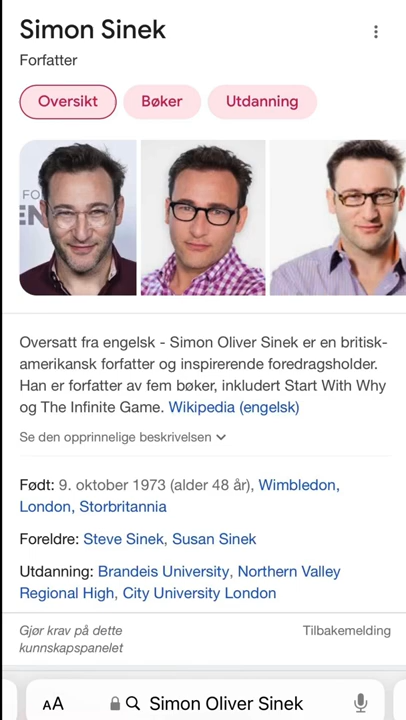 Simon Sinek
Forfatter
Oversikt
Bøker
Utdanning
FO
EN
Oversatt fra engelsk - Simon Oliver Sinek er en britisk-
amerikansk forfatter og inspirerende foredragsholder.
Han er forfatter av fem bøker, inkludert Start With Why
og The Infinite Game. Wikipedia (engelsk)
Se den opprinnelige beskrivelsen
Født: 9. oktober 1973 (alder 48 år), Wimbledon,
London, Storbritannia
Foreldre: Steve Sinek, Susan Sinek
Utdanning: Brandeis University, Northern Valley
Regional High, City University London
Gjør krav på dette
kunnskapspanelet
Tilbakemelding
AA
Simon Oliver Sinek